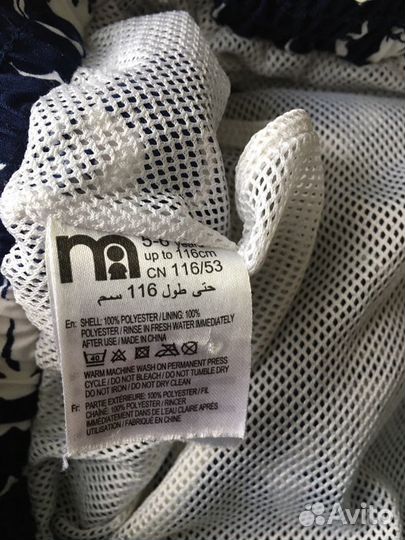 m
5-6 years
up to 116cm
CN 116/53
حتى طول 116 سم
En: SHELL: 100% POLYESTER / LINING: 100%
POLYESTER / RINSE IN FRESH WATER IMMEDIATELY
AFTER USE / MADE IN CHINA
40
WARM MACHINE WASH ON PERMANENT PRESS
CYCLE / DO NOT BLEACH / DO NOT TUMBLE DRY
DO NOT IRON / DO NOT DRY CLEAN
Fr: PARTIE EXTÉRIEURE: 100% POLYESTER / FIL
CHAÎNE: 100% POLYESTER / RINCER
IMMÉDIATEMENT DANS L'EAU CLAIRE APRÈS
UTILISATION / FABRIQUÉ EN CHINE
Avito